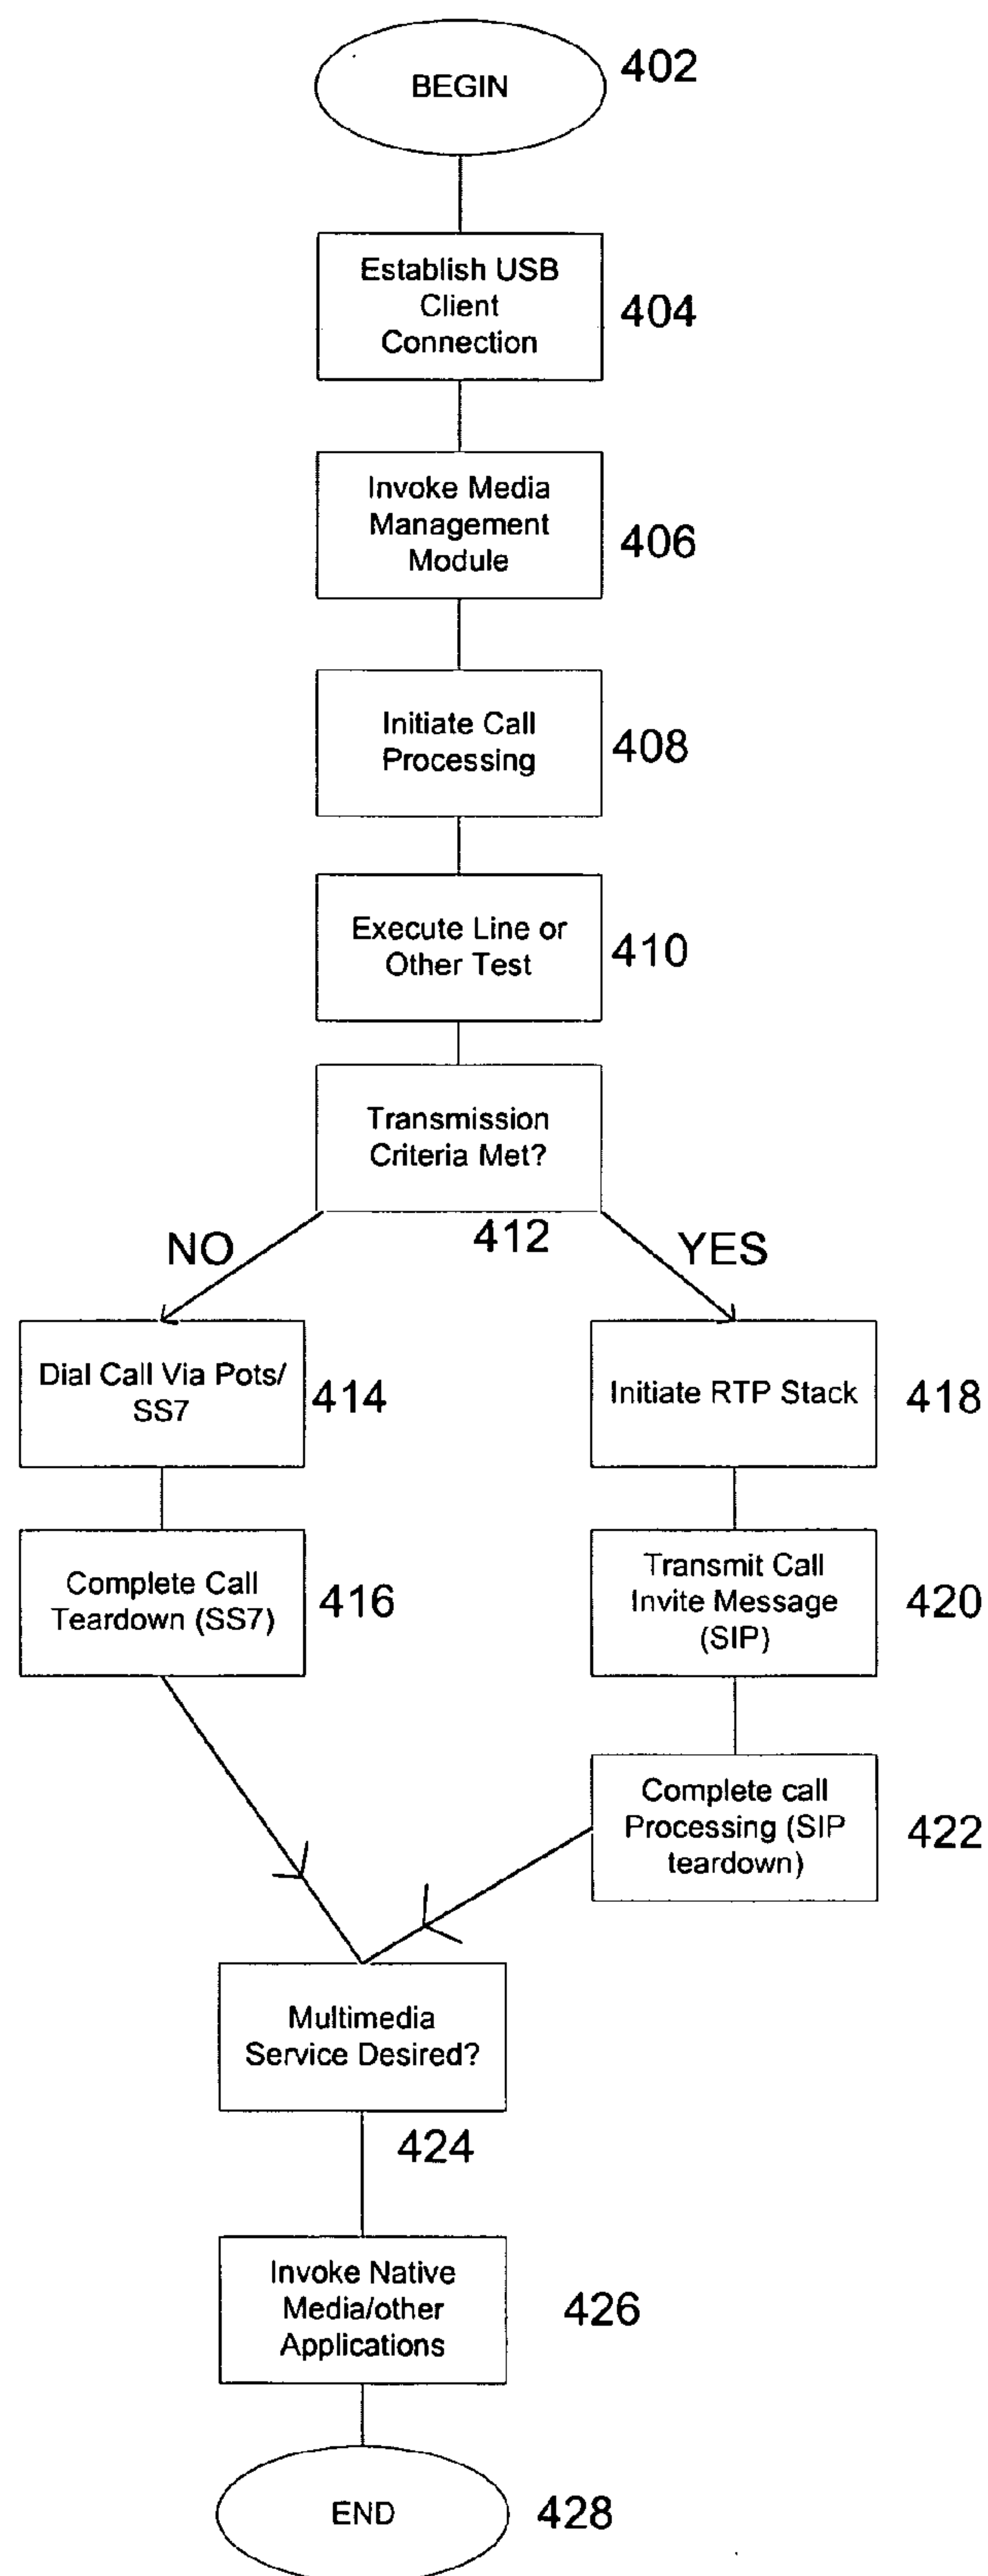 BEGIN
402
Establish USB
Client
Connection
404
Invoke Media
Management
Module
406
Initiate Call
Processing
408
Execute Line or
Other Test
410
Transmission
Criteria Met?
412
NO
YES
Dial Call Via Pots/
SS7
414
Initiate RTP Stack
418
Complete Call
Teardown (SS7)
416
Transmit Call
Invite Message
(SIP)
420
Complete call
Processing (SIP
teardown)
422
Multimedia
Service Desired?
424
Invoke Native
Media/other
Applications
426
END
428